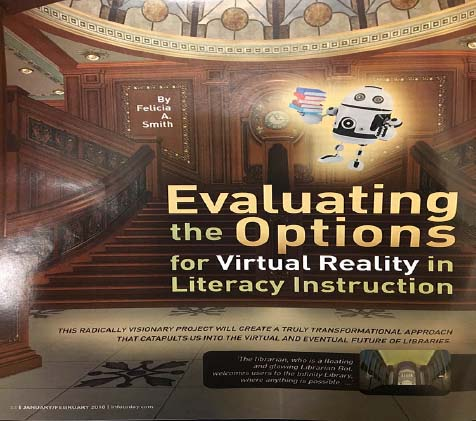 By
Felicia
A.
Smith
Evaluating
the Options
for Virtual Reality in
Literacy Instruction
THIS RADICALLY VISIONARY PROJECT WILL CREATE A TRULY TRANSFORMATIONAL APPROACH
THAT CATAPULTS US INTO THE VIRTUAL AND EVENTUAL FUTURE OF LIBRARIES.
The librarian, who is a floating
and glowing Librarian Bot,
welcomes users to the Infinity Library,
where anything is possible
JANUARY/FEBRUARY 2018 | infotoday.com